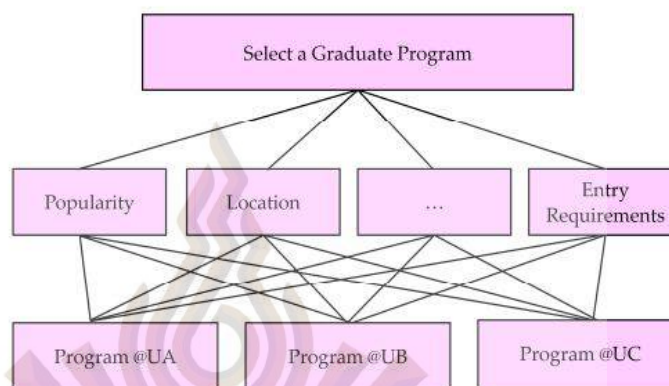 Select a Graduate Program
Popularity
Location
...
Entry
Requirements
Program @UA
Program @UB
Program @UC